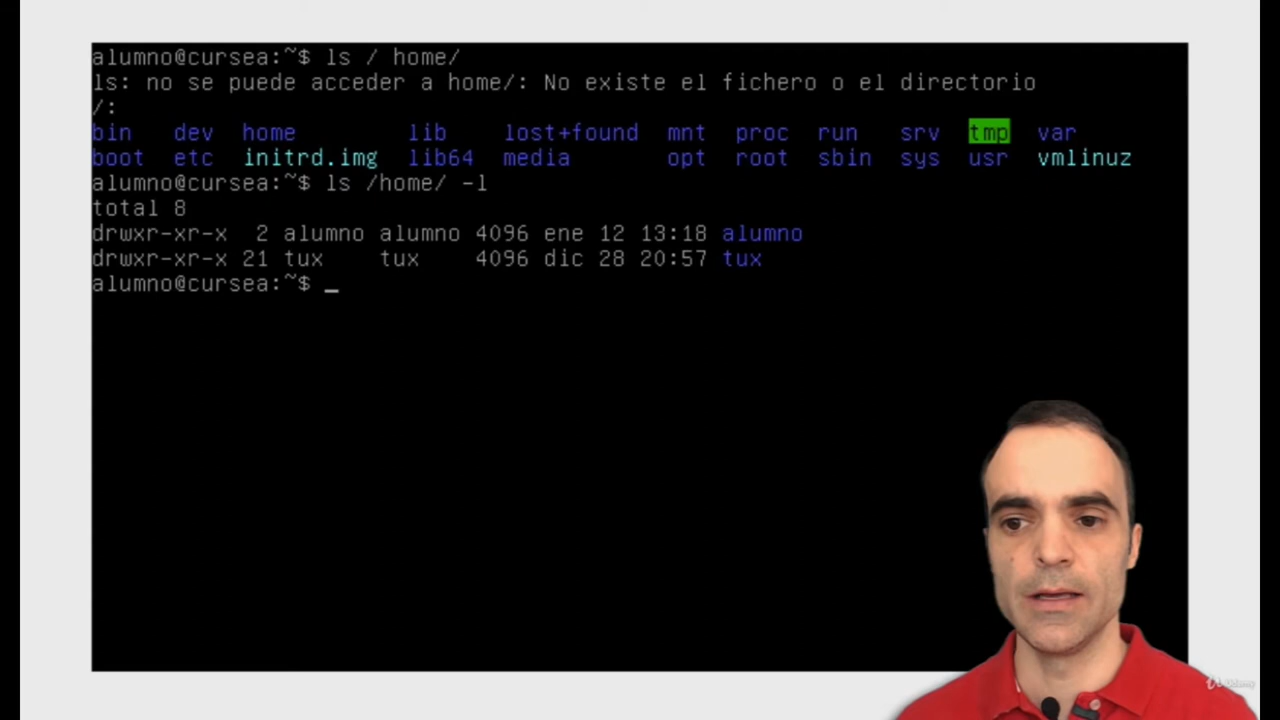 alumno@cursea:~$ ls / home/
ls: no se puede acceder a home/: No existe el fichero o el directorio
/:
bin dev home lib lost+found mnt proc run srv tmp var
boot etc initrd.img lib64 media opt root sbin sys usr vmlinuz
alumno@cursea:~$ ls /home/ -l
total 8
drwxr-xr-x 2 alumno alumno 4096 ene 12 13:18 alumno
drwxr-xr-x 21 tux tux 4096 dic 28 20:57 tux
alumno@cursea:~$ _
Udemy